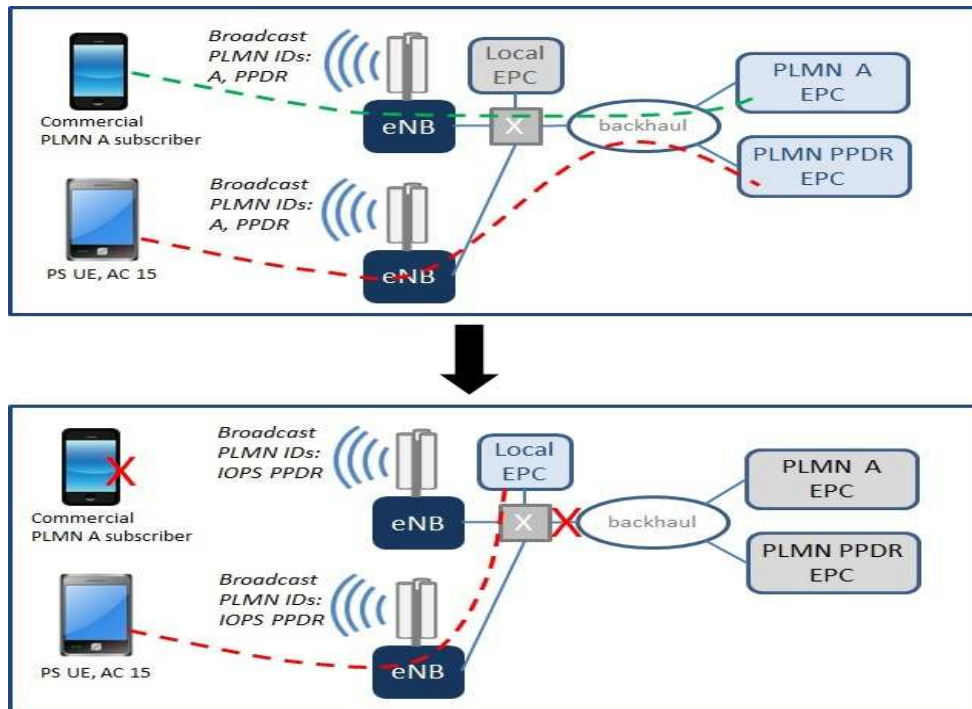 Broadcast
PLMN IDs:
A, PPDR
Commercial
PLMN A subscriber
eNB
Local
EPC
X
backhaul
PLMN A
EPC
PLMN PPDR
EPC
Broadcast
PLMN IDs:
A, PPDR
PS UE, AC 15
eNB
Broadcast
PLMN IDs:
IOPS PPDR
X
Commercial
PLMN A subscriber
eNB
Local
EPC
X
X
backhaul
PLMN A
EPC
PLMN PPDR
EPC
Broadcast
PLMN IDs:
IOPS PPDR
PS UE, AC 15
eNB